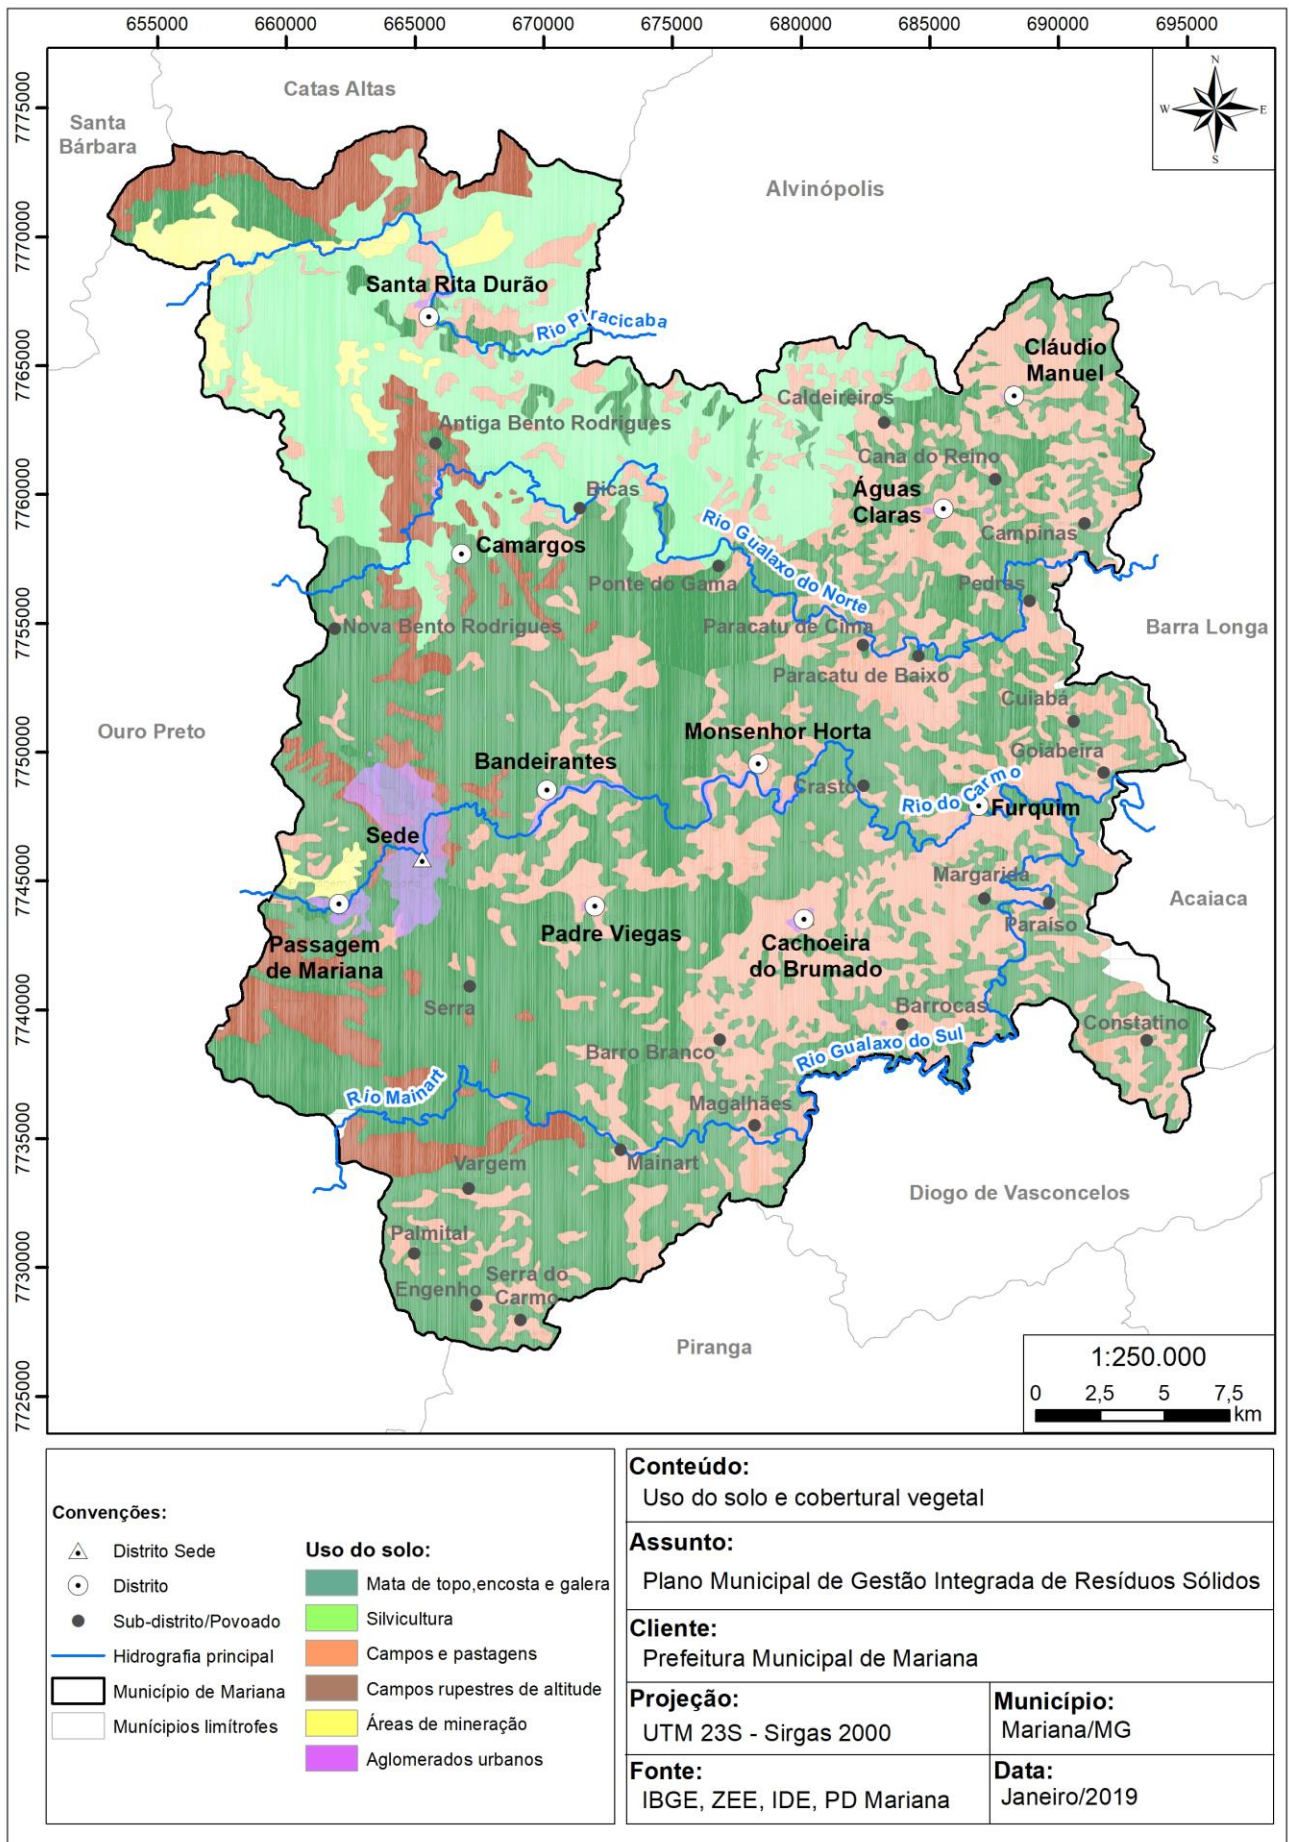 655000 660000 665000 670000 675000 680000 685000 690000 695000
7775000
7770000
7765000
7760000
7755000
7750000
7745000
7740000
7735000
7730000
7725000
N
W E
S
Catas Altas
Santa
Bárbara
Alvinópolis
Santa Rita Durão
Rio Piracicaba
Cláudio
Manuel
Caldeireiros
Antiga Bento Rodrigues
Cana do Reino
Bicas
Águas
Claras
Rio Gualaxo do Norte
Campinas
Camargos
Ponte do Gama
Pedras
Nova Bento Rodrigues
Paracatu de Cima
Barra Longa
Paracatu de Baixo
Cuiabá
Ouro Preto
Monsenhor Horta
Goiabeira
Bandeirantes
Crasto
Rio do Carmo
Furquim
Sede
Margarida
Acaiaca
Paraíso
Passagem
de Mariana
Padre Viegas
Cachoeira
do Brumado
Serra
Barrocas
Constatino
Barro Branco
Rio Gualaxo do Sul
Rio Mainart
Magalhães
Vargem
Mainart
Diogo de Vasconcelos
Palmital
Engenho
Serra do
Carmo
Piranga
1:250.000
0 2,5 5 7,5
km
Convenções:
Distrito Sede
Distrito
Sub-distrito/Povoado
Hidrografia principal
Município de Mariana
Munícipios limítrofes
Uso do solo:
Mata de topo,encosta e galera
Silvicultura
Campos e pastagens
Campos rupestres de altitude
Áreas de mineração
Aglomerados urbanos
Conteúdo:
Uso do solo e cobertural vegetal
Assunto:
Plano Municipal de Gestão Integrada de Resíduos Sólidos
Cliente:
Prefeitura Municipal de Mariana
Projeção:
UTM 23S - Sirgas 2000
Município:
Mariana/MG
Fonte:
IBGE, ZEE, IDE, PD Mariana
Data:
Janeiro/2019